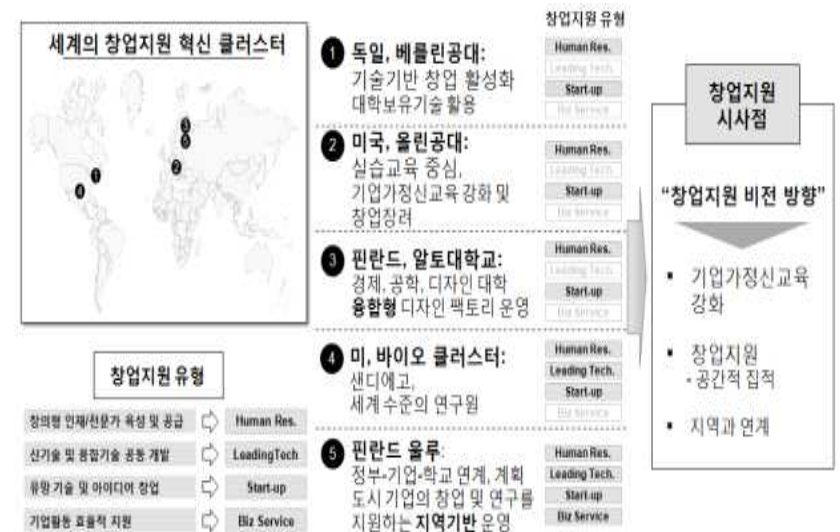 세계의 창업지원 혁신 클러스터
3
5
2
1
4
창업지원 유형
창의형 인재/전문가 육성 및 공급
Human Res.
신기술 및 융합기술 공동 개발
LeadingTech
유망 기술 및 아이디어 창업
Start-up
기업활동 효율적 지원
Biz Service
창업지원 유형
1 독일, 베를린공대:
기술기반 창업 활성화
대학보유기술 활용
Human Res.
Leading Tech.
Start-up
Biz Service
2 미국, 올린공대:
실습교육 중심,
기업가정신교육 강화 및
창업장려
Human Res.
Leading Tech.
Start-up
Biz Service
3 핀란드, 알토대학교:
경제, 공학, 디자인 대학
융합형 디자인 팩토리 운영
Human Res.
Leading Tech.
Start-up
Biz Service
4 미, 바이오 클러스터:
샌디에고,
세계 수준의 연구원
Human Res.
Leading Tech.
Start-up
Biz Service
5 핀란드 울루:
정부-기업-학교 연계, 계획
도시 기업의 창업 및 연구를
지원하는 지역기반 운영
Human Res.
Leading Tech.
Start-up
Biz Service
창업지원
시사점
“창업지원 비전 방향”
▪ 기업가정신교육
강화
▪ 창업지원
- 공간적 집적
▪ 지역과 연계